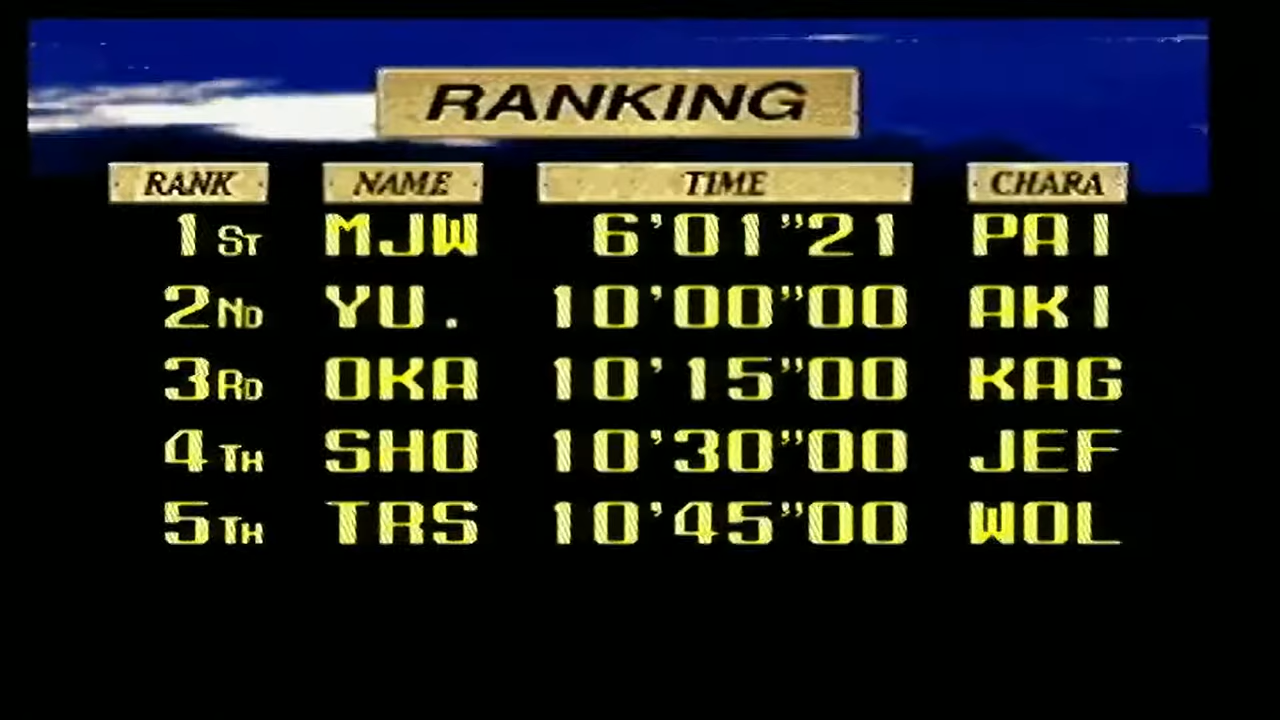 RANKING
RANK NAME TIME CHARA
1ST MJW 6'01"21 PAI
2ND YU. 10'00"00 AKI
3RD OKA 10'15"00 KAG
4TH SHO 10'30"00 JEF
5TH TRS 10'45"00 WOL